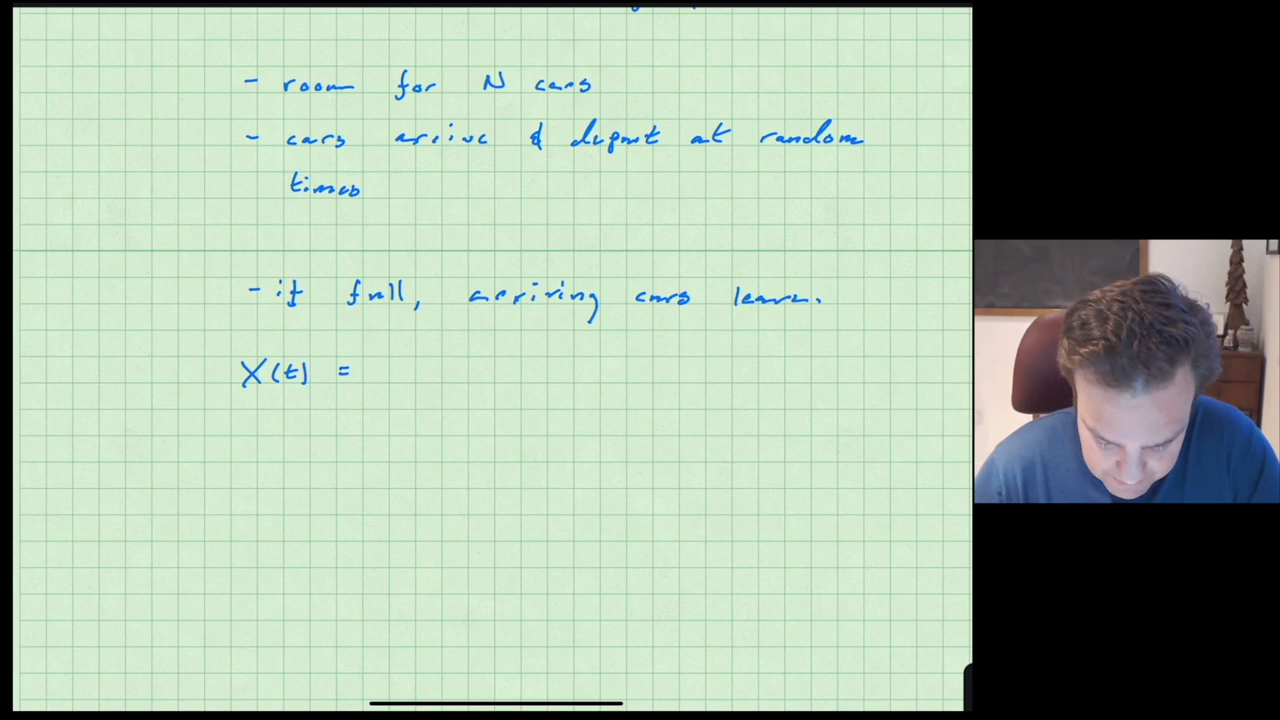 - room for N cars
- cars arrive & depart at random
times
- if full, arriving cars leave.
X(t) =